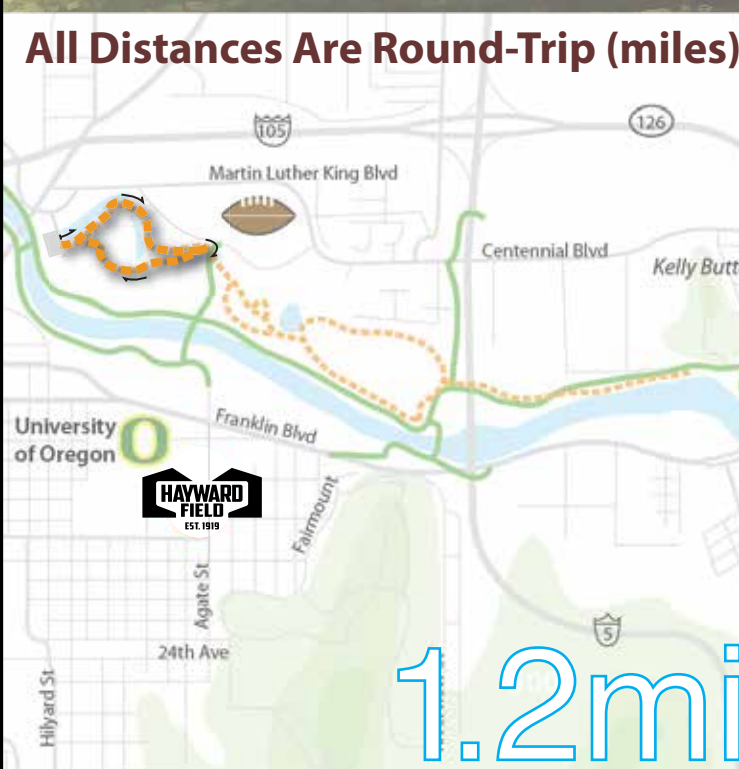 All Distances Are Round-Trip (miles)
105
126
Martin Luther King Blvd
Centennial Blvd
Kelly Butt
University
of Oregon
O
Franklin Blvd
HAYWARD
FIELD
EST. 1919
Fairmount
Agate St
24th Ave
Hilyard St
5
1.2mi